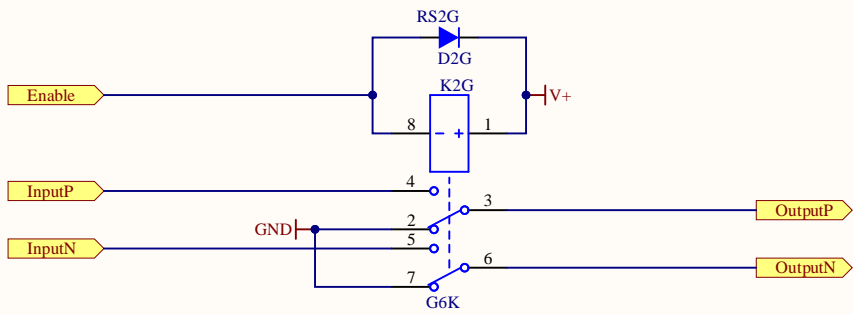 RS2G
D2G
K2G
Enable
V+
8
- +
1
InputP
4
3
OutputP
GND
2
InputN
5
6
OutputN
7
G6K